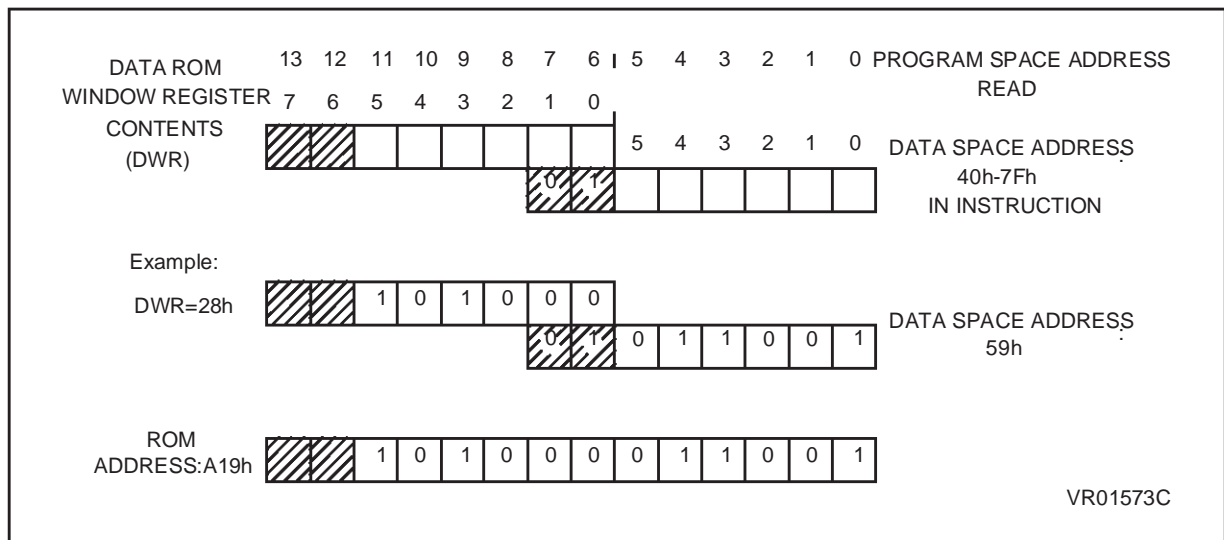 DATA ROM 13 12 11 10 9 8 7 6 5 4 3 2 1 0 PROGRAM SPACE ADDRESS
WINDOW REGISTER 7 6 5 4 3 2 1 0 READ
CONTENTS
(DWR)
5 4 3 2 1 0 DATA SPACE ADDRESS :
0 1 40h-7Fh
IN INSTRUCTION
Example:
DWR=28h 1 0 1 0 0 0
0 1 0 1 1 0 0 1 DATA SPACE ADDRESS :
59h
ROM
ADDRESS:A19h 1 0 1 0 0 0 0 1 1 0 0 1
VR01573C